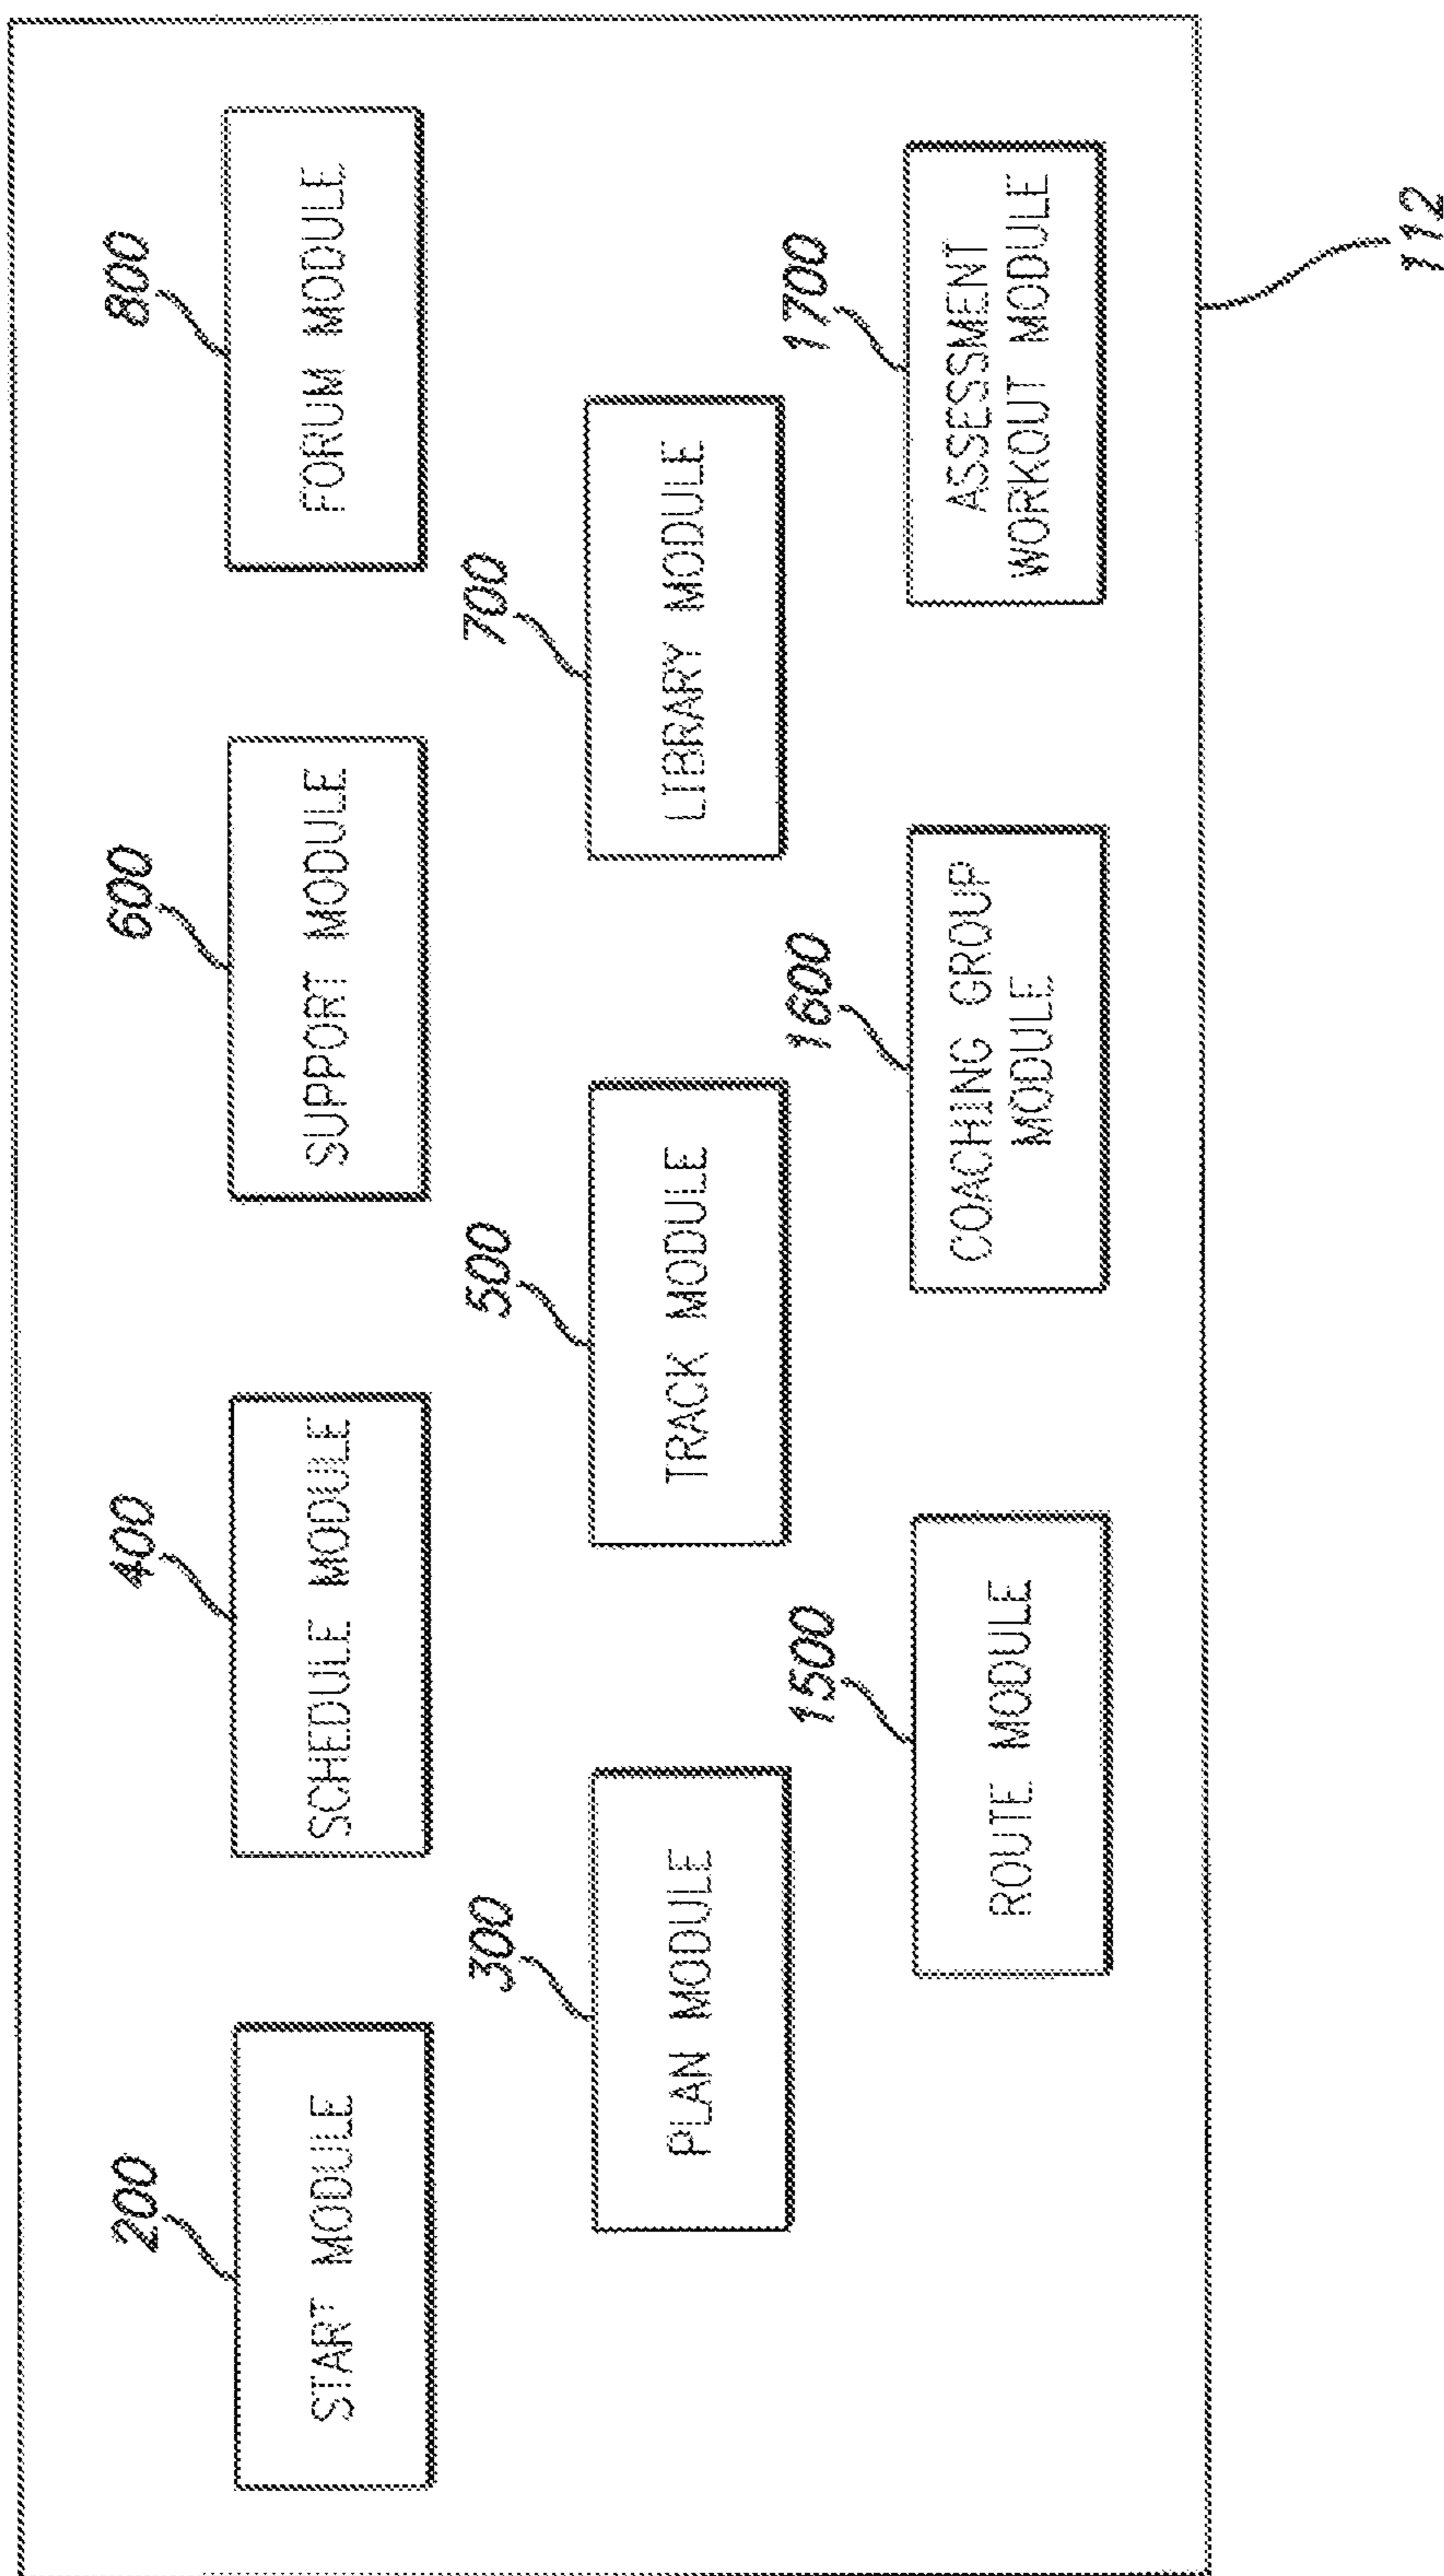 200
START MODULE
400
SCHEDULE MODULE
600
SUPPORT MODULE
800
FORUM MODULE
300
PLAN MODULE
500
TRACK MODULE
700
LIBRARY MODULE
1500
ROUTE MODULE
1600
COACHING GROUP
MODULE
1700
ASSESSMENT
WORKOUT MODULE
112